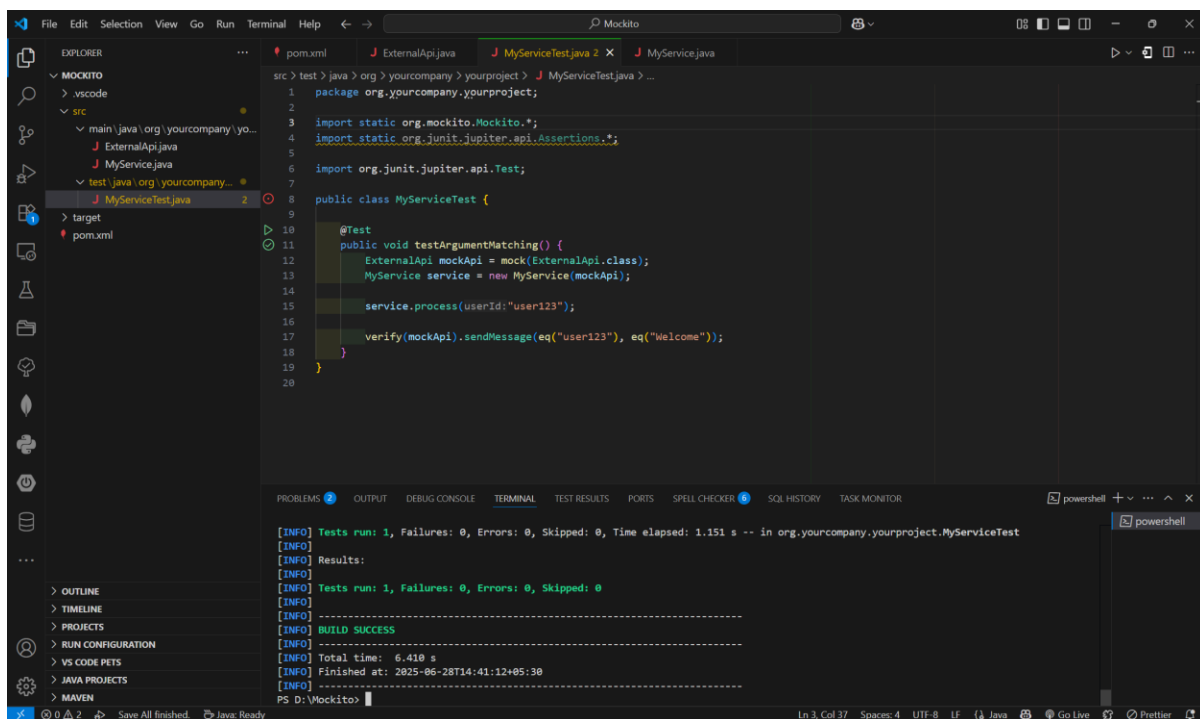 File Edit Selection View Go Run Terminal Help
Mockito
EXPLORER
MOCKITO
.vscode
src
main\java\org\yourcompany\yo...
ExternalApi.java
MyService.java
test\java\org\yourcompany...
MyServiceTest.java 2
target
pom.xml
1
OUTLINE
TIMELINE
PROJECTS
RUN CONFIGURATION
VS CODE PETS
JAVA PROJECTS
MAVEN
pom.xml J ExternalApi.java J MyServiceTest.java 2 J MyService.java
src > test > java > org > yourcompany > yourproject > J MyServiceTest.java > ...
1 package org.yourcompany.yourproject;
2
3 import static org.mockito.Mockito.*;
4 import static org.junit.jupiter.api.Assertions.*;
5
6 import org.junit.jupiter.api.Test;
7
8 public class MyServiceTest {
9
10 @Test
11 public void testArgumentMatching() {
12 ExternalApi mockApi = mock(ExternalApi.class);
13 MyService service = new MyService(mockApi);
14
15 service.process(userId:"user123");
16
17 verify(mockApi).sendMessage(eq("user123"), eq("Welcome"));
18 }
19 }
20
PROBLEMS 2 OUTPUT DEBUG CONSOLE TERMINAL TEST RESULTS PORTS SPELL CHECKER 6 SQL HISTORY TASK MONITOR
powershell
powershell
[INFO] Tests run: 1, Failures: 0, Errors: 0, Skipped: 0, Time elapsed: 1.151 s -- in org.yourcompany.yourproject.MyServiceTest
[INFO]
[INFO] Results:
[INFO]
[INFO] Tests run: 1, Failures: 0, Errors: 0, Skipped: 0
[INFO]
[INFO] ------------------------------------------------------------------------
[INFO] BUILD SUCCESS
[INFO] ------------------------------------------------------------------------
[INFO] Total time: 6.410 s
[INFO] Finished at: 2025-06-28T14:41:12+05:30
[INFO] ------------------------------------------------------------------------
PS D:\Mockito>
0 2 Save All finished. Java: Ready Ln 3, Col 37 Spaces: 4 UTF-8 LF {} Java Go Live Prettier